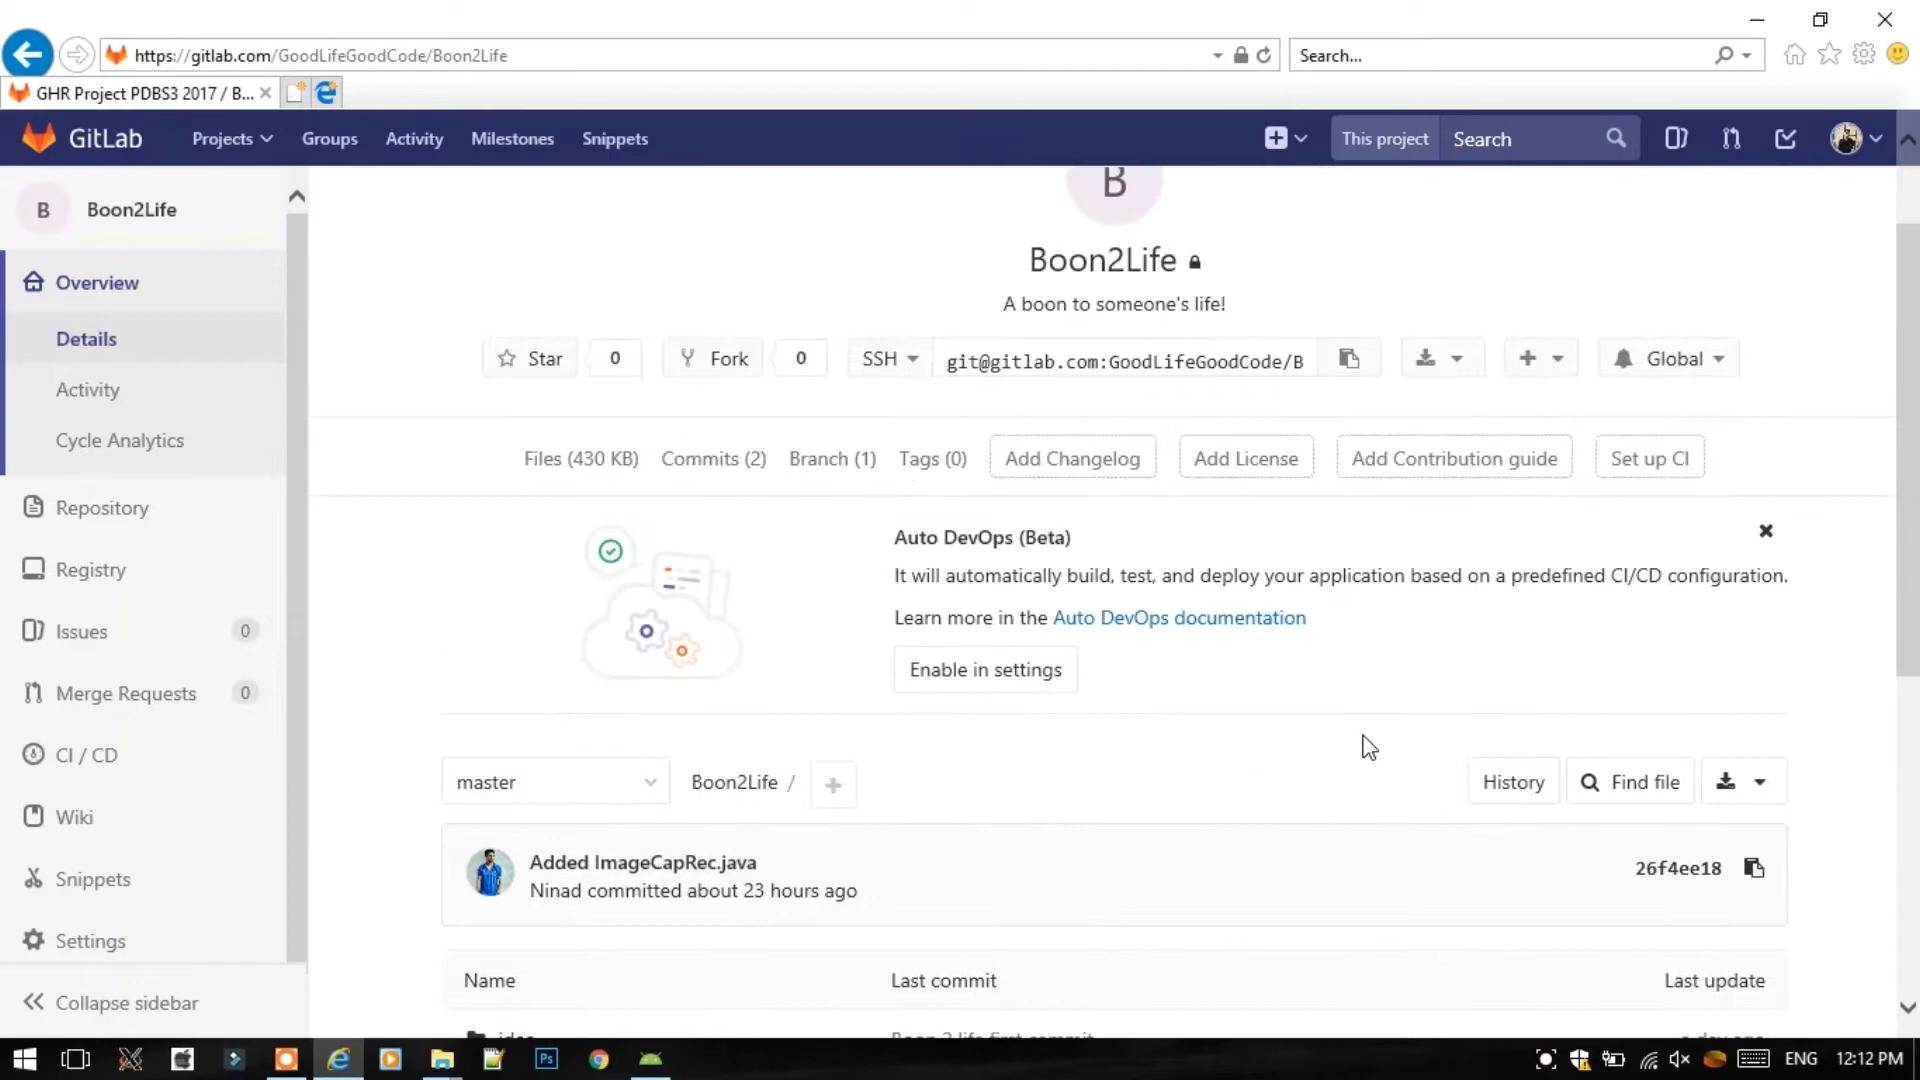 https://gitlab.com/GoodLifeGoodCode/Boon2Life
Search...
GHR Project PDBS3 2017 / B...
GitLab
Projects
Groups
Activity
Milestones
Snippets
This project
Search
B
Boon2Life
Overview
Details
Activity
Cycle Analytics
Repository
Registry
Issues 0
Merge Requests 0
CI / CD
Wiki
Snippets
Settings
Collapse sidebar
B
Boon2Life
A boon to someone's life!
Star 0 Fork 0 SSH git@gitlab.com:GoodLifeGoodCode/B Global
Files (430 KB) Commits (2) Branch (1) Tags (0) Add Changelog Add License Add Contribution guide Set up CI
Auto DevOps (Beta)
It will automatically build, test, and deploy your application based on a predefined CI/CD configuration.
Learn more in the Auto DevOps documentation
Enable in settings
master Boon2Life / History Find file
Added ImageCapRec.java
Ninad committed about 23 hours ago
26f4ee18
Name Last commit Last update
Ps
ENG 12:12 PM